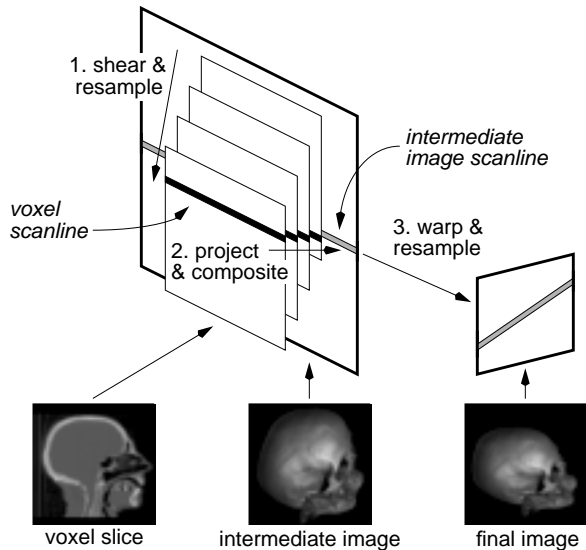 1. shear &
resample
intermediate
image scanline
voxel
scanline
2. project
& composite
3. warp &
resample
voxel slice
intermediate image
final image